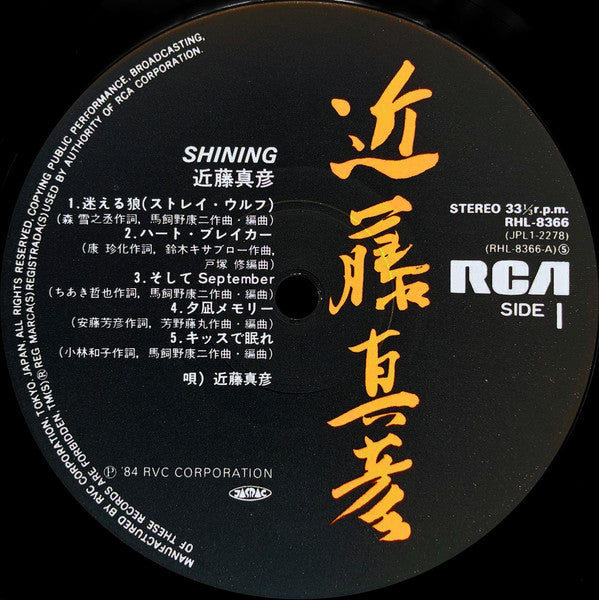 SHINING
近藤真彦
1.迷える狼(ストレイ・ウルフ)
(森 雪之丞作詞, 馬飼野康二作曲・編曲)
2.ハート・ブレイカー
(康 珍化作詞, 鈴木キサブロー作曲,
戸塚 修編曲)
3.そして September
(ちあき哲也作詞, 馬飼野康二作曲・編曲)
4.夕凪メモリー
(安藤芳彦作詞, 芳野藤丸作曲・編曲)
5.キッスで眠れ
(小林和子作詞, 馬飼野康二作曲・編曲)
唄) 近藤真彦
Ⓟ '84 RVC CORPORATION
JASRAC
近藤真彦
STEREO 33⅓r.p.m.
RHL-8366
(JPL1-2278)
(RHL-8366-A)⑤
RCA
SIDE 1
MANUFACTURED BY RVC CORPORATION, TOKYO, JAPAN. ALL RIGHTS RESERVED, COPYING PUBLIC PERFORMANCE, BROADCASTING,
OF THESE RECORDS ARE FORBIDDEN, TM(S)® REG MARCA(S) REGISTRADA(S) USED BY AUTHORITY OF RCA CORPORATION.